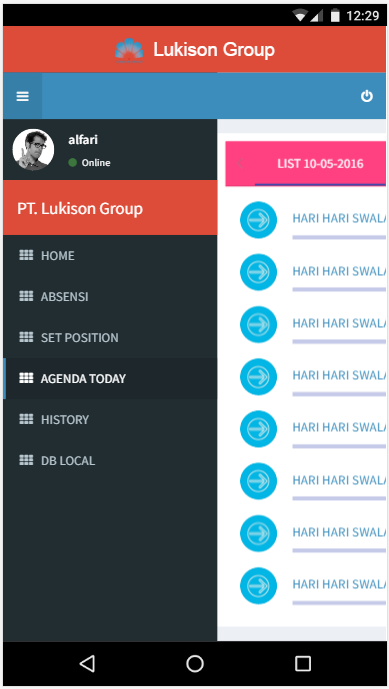 12:29
Lukison Group
alfari
Online
PT. Lukison Group
HOME
ABSENSI
SET POSITION
AGENDA TODAY
HISTORY
DB LOCAL
LIST 10-05-2016
HARI HARI SWALA
HARI HARI SWALA
HARI HARI SWALA
HARI HARI SWALA
HARI HARI SWALA
HARI HARI SWALA
HARI HARI SWALA
HARI HARI SWALA